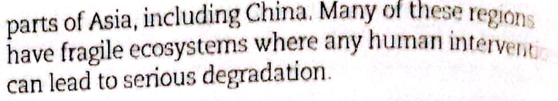 parts of Asia, including China. Many of these regions
have fragile ecosystems where any human interventio
can lead to serious degradation.